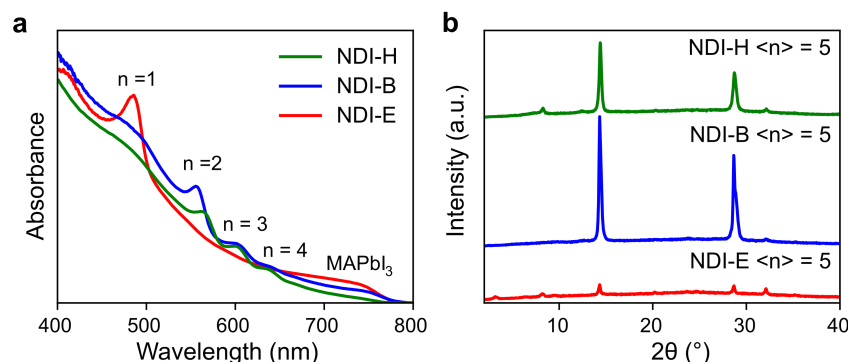 a
NDI-H
NDI-B
NDI-E
n =1
n =2
n = 3
n = 4
MAPbI₃
Absorbance
400 500 600 700 800
Wavelength (nm)
b
NDI-H <n> = 5
NDI-B <n> = 5
NDI-E <n> = 5
Intensity (a.u.)
10 20 30 40
2θ (°)